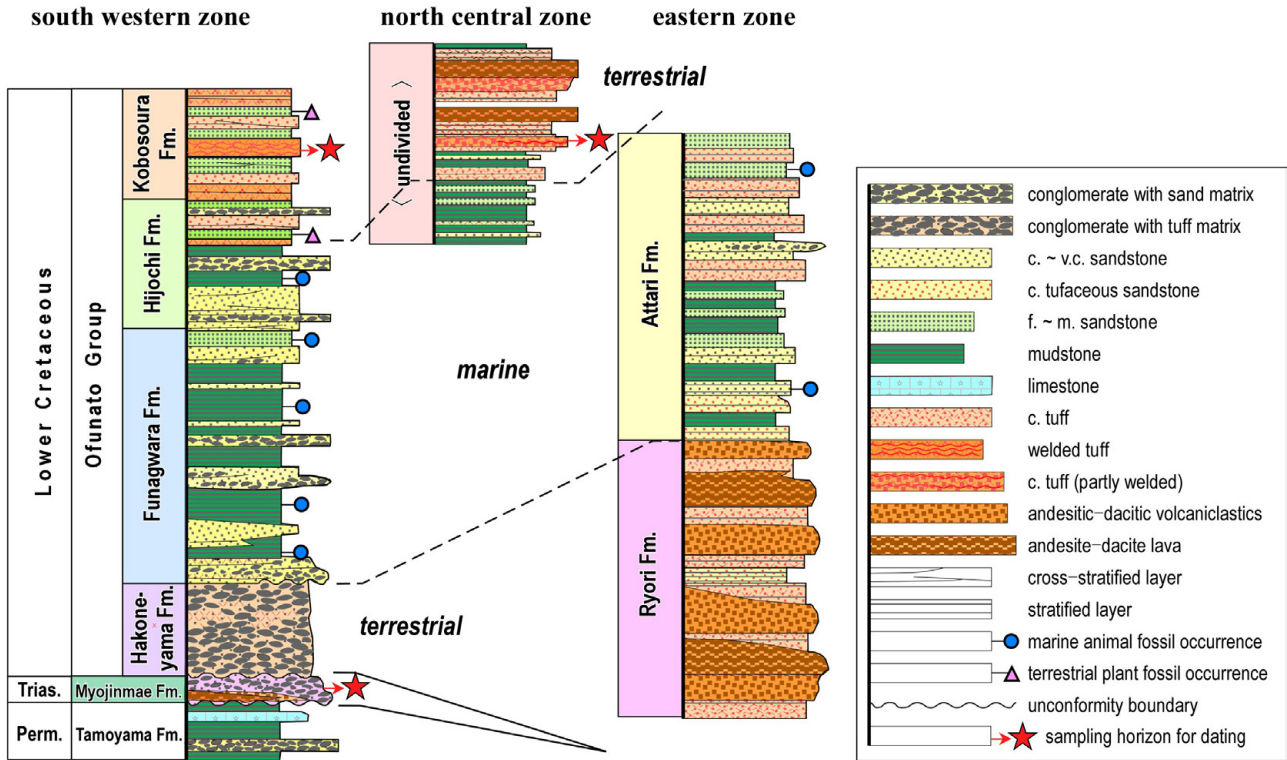 south western zone
north central zone
eastern zone
Lower Cretaceous
Ofunato Group
Kobosoura
Fm.
Hijochi Fm.
Funagwara Fm.
Hakone-
yama Fm.
Trias.
Myojinmae Fm.
Perm.
Tamoyama Fm.
〈 undivided 〉
terrestrial
marine
terrestrial
Attari Fm.
Ryori Fm.
conglomerate with sand matrix
conglomerate with tuff matrix
c. ~ v.c. sandstone
c. tufaceous sandstone
f. ~ m. sandstone
mudstone
limestone
c. tuff
welded tuff
c. tuff (partly welded)
andesitic-dacitic volcaniclastics
andesite-dacite lava
cross-stratified layer
stratified layer
marine animal fossil occurrence
terrestrial plant fossil occurrence
unconformity boundary
sampling horizon for dating